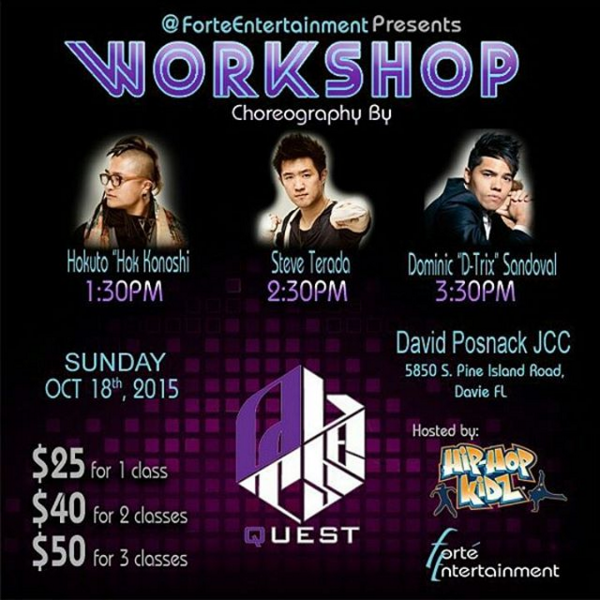 @ForteEntertainment Presents
WORKSHOP
Choreography By
Hokuto "Hok Konoshi
1:30PM
Steve Terada
2:30PM
Dominic "D-Trix" Sandoval
3:30PM
SUNDAY
OCT 18th, 2015
David Posnack JCC
5850 S. Pine Island Road,
Davie FL
$25 for 1 class
$40 for 2 classes
$50 for 3 classes
QUEST
Hosted by:
HIP-HOP
KIDZ
forté
Entertainment